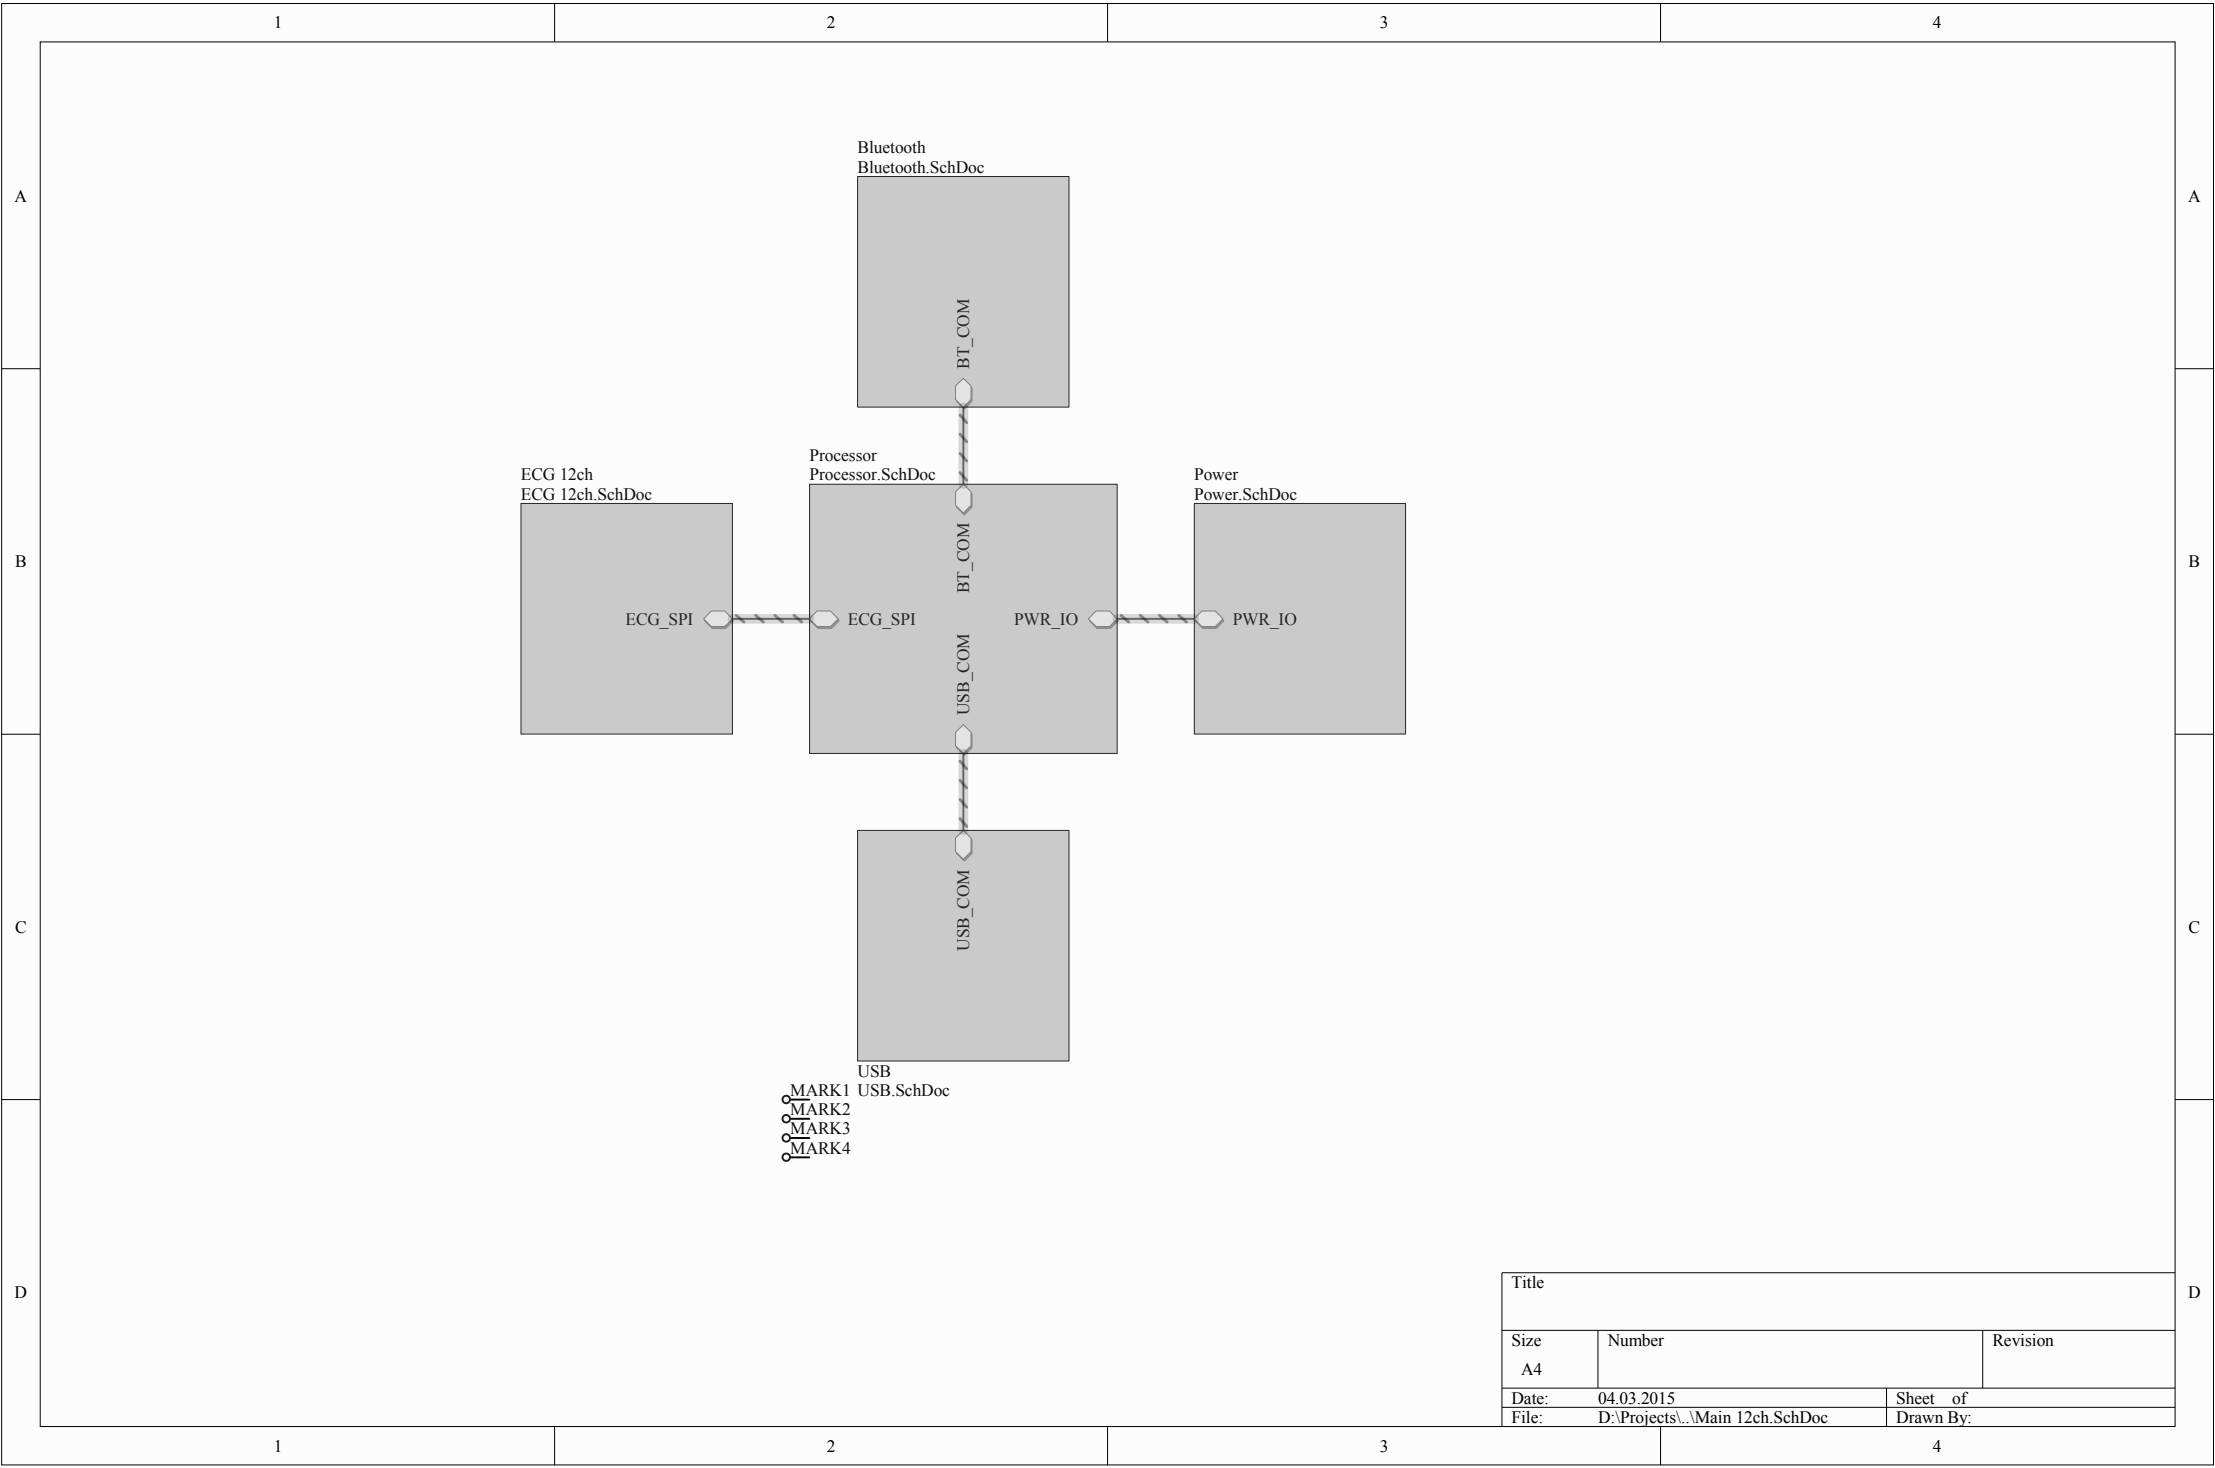 1 2 3 4
A A
Bluetooth
Bluetooth.SchDoc
BT_COM
B B
ECG 12ch
ECG 12ch.SchDoc
ECG_SPI
Processor
Processor.SchDoc
BT_COM
ECG_SPI
PWR_IO
USB_COM
Power
Power.SchDoc
PWR_IO
C C
USB_COM
USB
USB.SchDoc
MARK1
MARK2
MARK3
MARK4
D D
Title
Size Number Revision
A4
Date: 04.03.2015 Sheet of
File: D:\Projects\..\Main 12ch.SchDoc Drawn By:
1 2 3 4